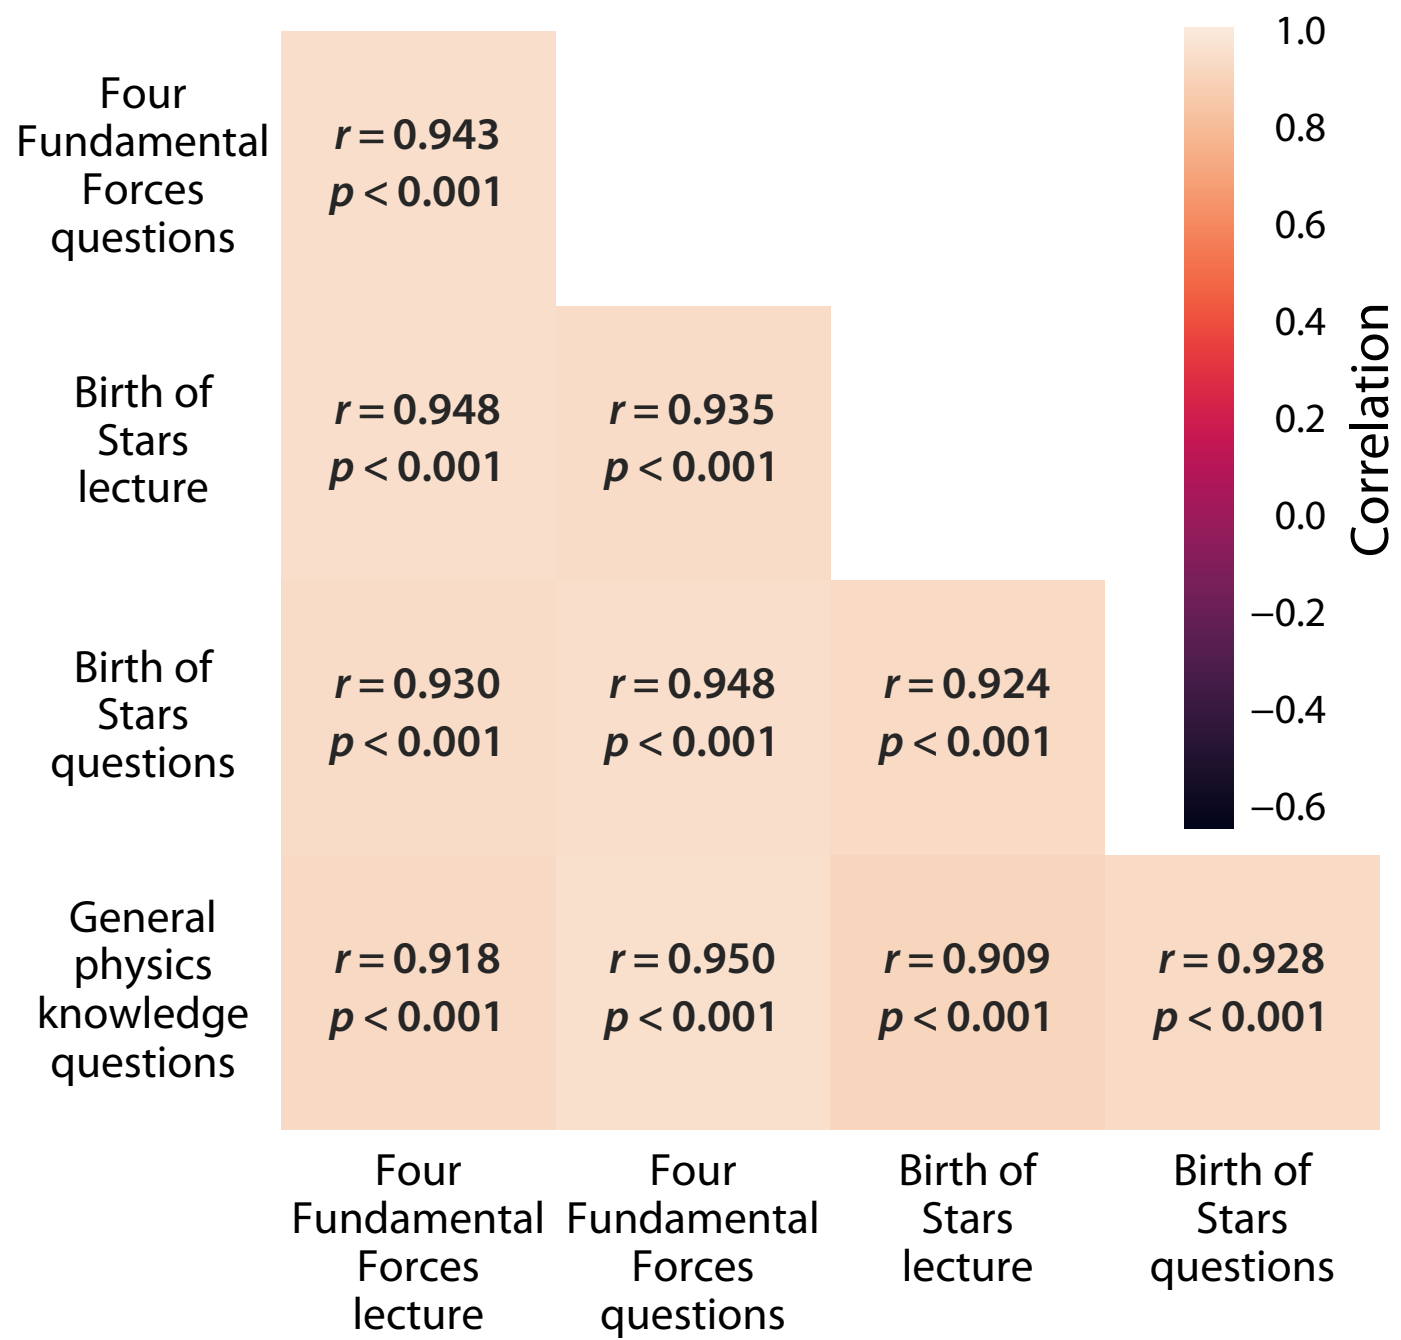 Four
Fundamental
Forces
questions
r = 0.943
p < 0.001
Birth of
Stars
lecture
r = 0.948
p < 0.001
r = 0.935
p < 0.001
Birth of
Stars
questions
r = 0.930
p < 0.001
r = 0.948
p < 0.001
r = 0.924
p < 0.001
General
physics
knowledge
questions
r = 0.918
p < 0.001
r = 0.950
p < 0.001
r = 0.909
p < 0.001
r = 0.928
p < 0.001
Four
Fundamental
Forces
lecture
Four
Fundamental
Forces
questions
Birth of
Stars
lecture
Birth of
Stars
questions
1.0
0.8
0.6
0.4
0.2
0.0
−0.2
−0.4
−0.6
Correlation